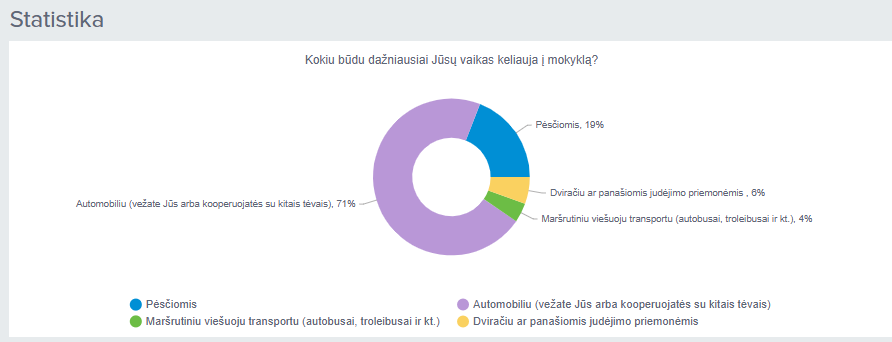 Statistika
Kokiu būdu dažniausiai Jūsų vaikas keliauja į mokyklą?
Pėsčiomis, 19%
Dviračiu ar panašiomis judėjimo priemonėmis , 6%
Automobiliu (vežate Jūs arba kooperuojatės su kitais tėvais), 71%
Maršrutiniu viešuoju transportu (autobusai, troleibusai ir kt.), 4%
Pėsčiomis
Automobiliu (vežate Jūs arba kooperuojatės su kitais tėvais)
Maršrutiniu viešuoju transportu (autobusai, troleibusai ir kt.)
Dviračiu ar panašiomis judėjimo priemonėmis